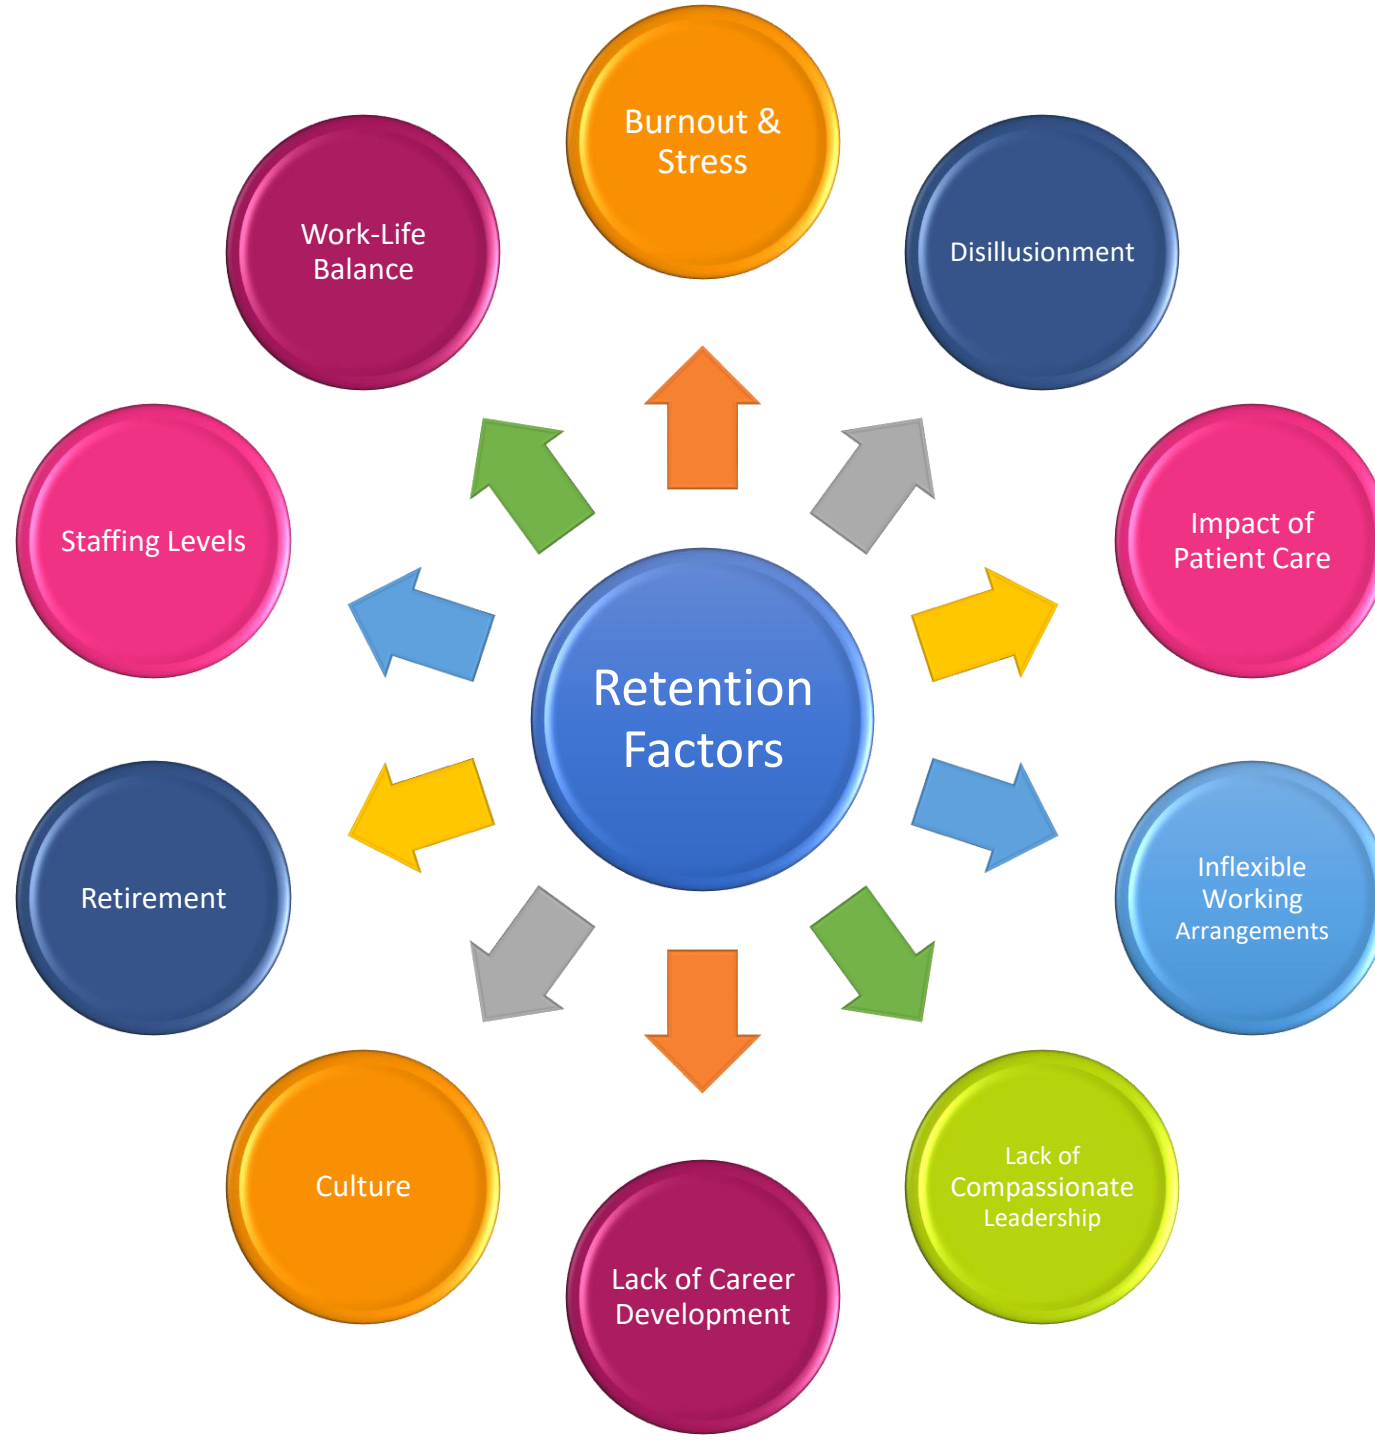 Burnout &
Stress
Disillusionment
Impact of
Patient Care
Inflexible
Working
Arrangements
Lack of
Compassionate
Leadership
Lack of Career
Development
Culture
Retirement
Staffing Levels
Work-Life
Balance
Retention
Factors